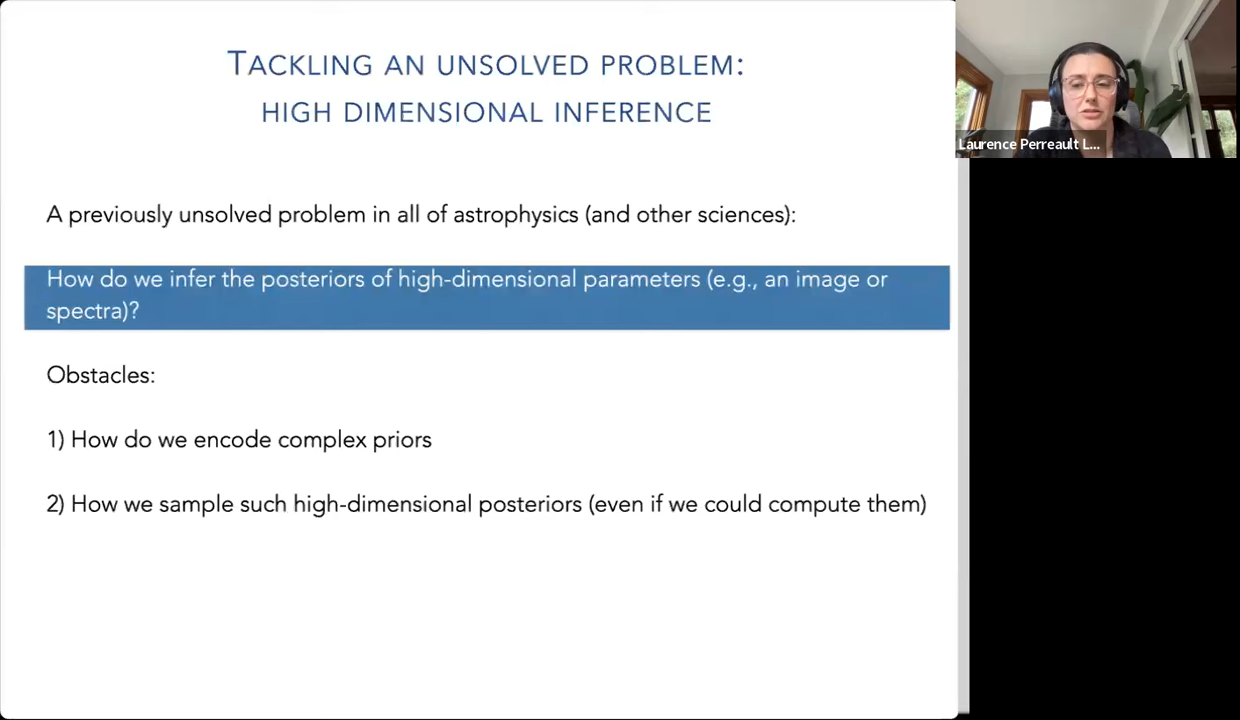 TACKLING AN UNSOLVED PROBLEM:
HIGH DIMENSIONAL INFERENCE
A previously unsolved problem in all of astrophysics (and other sciences):
How do we infer the posteriors of high-dimensional parameters (e.g., an image or
spectra)?
Obstacles:
1) How do we encode complex priors
2) How we sample such high-dimensional posteriors (even if we could compute them)
Laurence Perreault L...